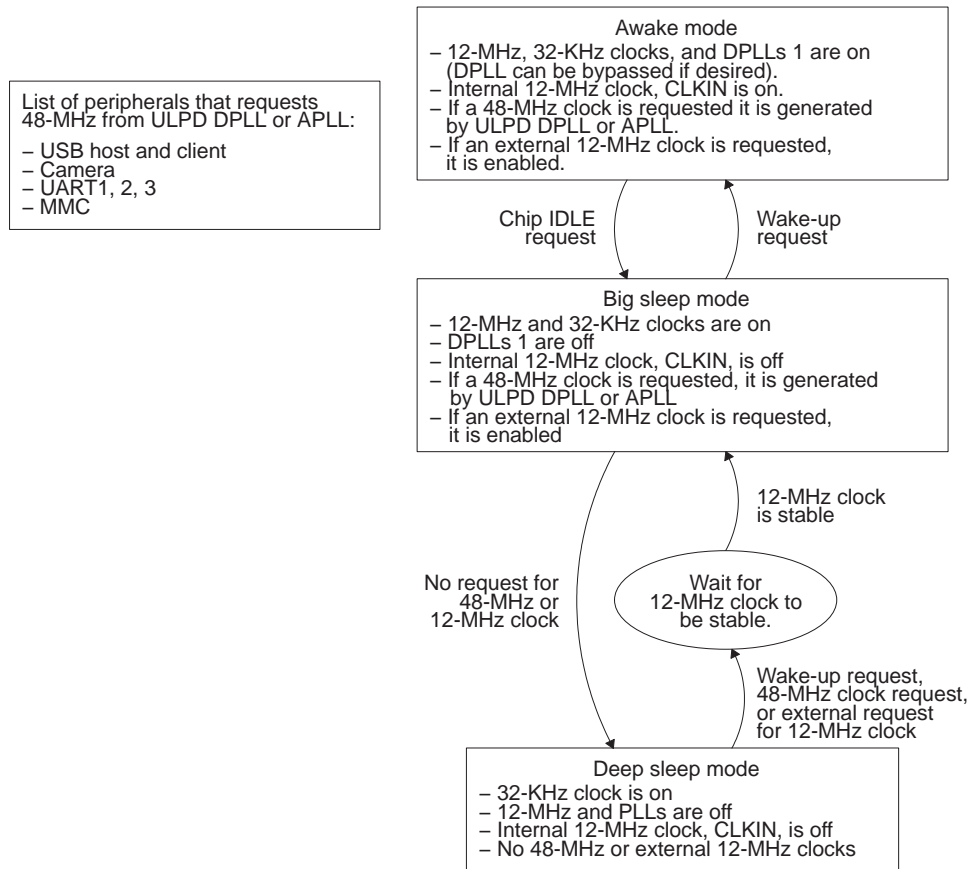 Awake mode
– 12-MHz, 32-KHz clocks, and DPLLs 1 are on
(DPLL can be bypassed if desired).
– Internal 12-MHz clock, CLKIN is on.
– If a 48-MHz clock is requested it is generated
by ULPD DPLL or APLL.
– If an external 12-MHz clock is requested,
it is enabled.
List of peripherals that requests
48-MHz from ULPD DPLL or APLL:
– USB host and client
– Camera
– UART1, 2, 3
– MMC
Chip IDLE
request
Wake-up
request
Big sleep mode
– 12-MHz and 32-KHz clocks are on
– DPLLs 1 are off
– Internal 12-MHz clock, CLKIN, is off
– If a 48-MHz clock is requested, it is generated
by ULPD DPLL or APLL
– If an external 12-MHz clock is requested,
it is enabled
12-MHz clock
is stable
No request for
48-MHz or
12-MHz clock
Wait for
12-MHz clock to
be stable.
Wake-up request,
48-MHz clock request,
or external request
for 12-MHz clock
Deep sleep mode
– 32-KHz clock is on
– 12-MHz and PLLs are off
– Internal 12-MHz clock, CLKIN, is off
– No 48-MHz or external 12-MHz clocks